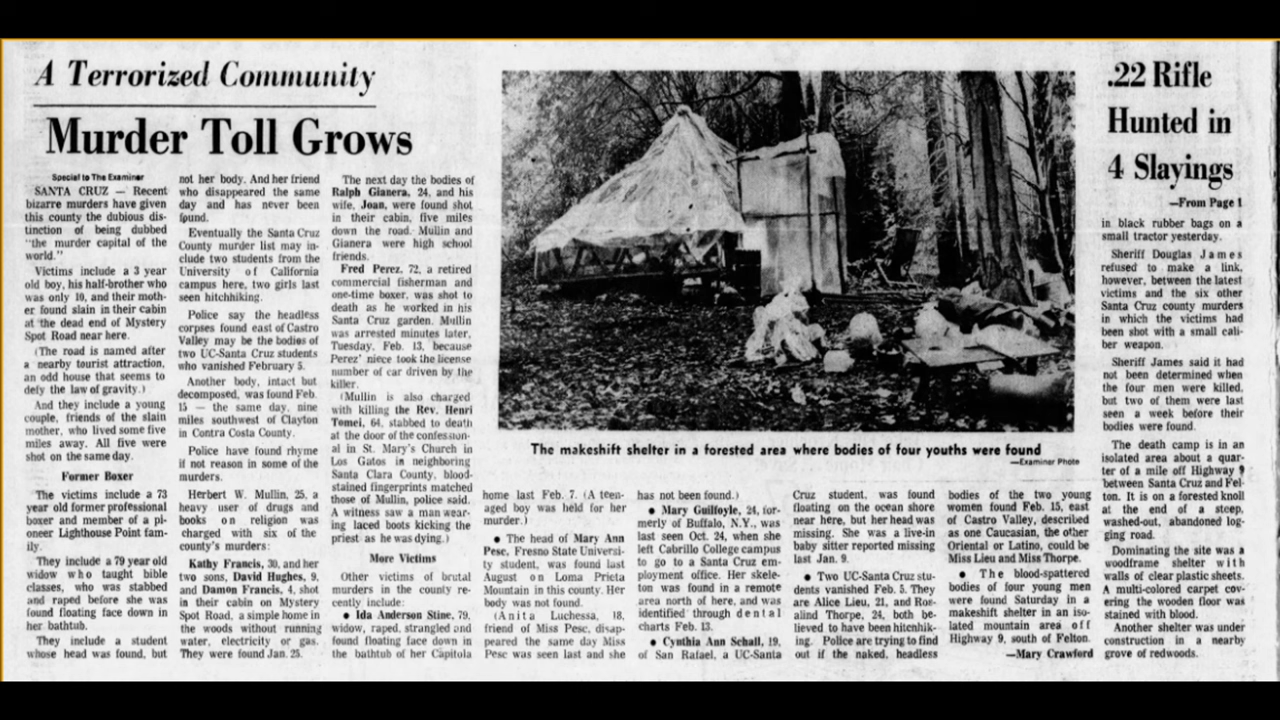 A Terrorized Community
Murder Toll Grows
Special to The Examiner
SANTA CRUZ — Recent
bizarre murders have given
this county the dubious dis-
tinction of being dubbed
"the murder capital of the
world."
Victims include a 3 year
old boy, his half-brother who
was only 10, and their moth-
er found slain in their cabin
at the dead end of Mystery
Spot Road near here.
(The road is named after
a nearby tourist attraction,
an odd house that seems to
defy the law of gravity.)
And they include a young
couple, friends of the slain
mother, who lived some five
miles away. All five were
shot on the same day.
Former Boxer
The victims include a 73
year old former professional
boxer and member of a pi-
oneer Lighthouse Point fam-
ily.
They include a 79 year old
widow who taught bible
classes, who was stabbed
and raped before she was
found floating face down in
her bathtub.
They include a student
whose head was found, but
not her body. And her friend
who disappeared the same
day and has never been
found.
Eventually the Santa Cruz
County murder list may in-
clude two students from the
University of California
campus here, two girls last
seen hitchhiking.
Police say the headless
corpses found east of Castro
Valley may be the bodies of
two UC-Santa Cruz students
who vanished February 5.
Another body, intact but
decomposed, was found Feb.
15 — the same day, nine
miles southwest of Clayton
in Contra Costa County.
Police have found rhyme
if not reason in some of the
murders.
Herbert W. Mullin, 25, a
heavy user of drugs and
books on religion was
charged with six of the
county's murders:
Kathy Francis, 30, and her
two sons, David Hughes, 9,
and Damon Francis, 4, shot
in their cabin on Mystery
Spot Road, a simple home in
the woods without running
water, electricity or gas.
They were found Jan. 25.
The next day the bodies of
Ralph Gianera, 24, and his
wife, Joan, were found shot
in their cabin, five miles
down the road. Mullin and
Gianera were high school
friends.
Fred Perez, 72, a retired
commercial fisherman and
one-time boxer, was shot to
death as he worked in his
Santa Cruz garden. Mullin
was arrested minutes later,
Tuesday, Feb. 13, because
Perez' niece took the license
number of car driven by the
killer.
(Mullin is also charged
with killing the Rev. Henri
Tomei, 64, stabbed to death
at the door of the confession-
al in St. Mary's Church in
Los Gatos in neighboring
Santa Clara County, blood-
stained fingerprints matched
those of Mullin, police said.
A witness saw a man wear-
ing laced boots kicking the
priest as he was dying.)
More Victims
Other victims of brutal
murders in the county re-
cently include:
• Ida Anderson Stine, 79,
widow, raped, strangled and
found floating face down in
the bathtub of her Capitola
The makeshift shelter in a forested area where bodies of four youths were found
—Examiner Photo
home last Feb. 7. (A teen-
aged boy was held for her
murder.)
• The head of Mary Ann
Pesc, Fresno State Universi-
ty student, was found last
August on Loma Prieta
Mountain in this county. Her
body was not found.
(Anita Luchessa, 18,
friend of Miss Pesc, disap-
peared the same day Miss
Pesc was seen last and she
has not been found.)
• Mary Guilfoyle, 24, for-
merly of Buffalo, N.Y., was
last seen Oct. 24, when she
left Cabrillo College campus
to go to a Santa Cruz em-
ployment office. Her skele-
ton was found in a remote
area north of here, and was
identified through dental
charts Feb. 13.
• Cynthia Ann Schall, 19,
of San Rafael, a UC-Santa
Cruz student, was found
floating on the ocean shore
near here, but her head was
missing. She was a live-in
baby sitter reported missing
last Jan. 9.
• Two UC-Santa Cruz stu-
dents vanished Feb. 5. They
are Alice Lieu, 21, and Ros-
alind Thorpe, 24, both be-
lieved to have been hitchhik-
ing. Police are trying to find
out if the naked, headless
bodies of the two young
women found Feb. 15, east
of Castro Valley, described
as one Caucasian, the other
Oriental or Latino, could be
Miss Lieu and Miss Thorpe.
• The blood-spattered
bodies of four young men
were found Saturday in a
makeshift shelter in an iso-
lated mountain area off
Highway 9, south of Felton.
—Mary Crawford
.22 Rifle
Hunted in
4 Slayings
—From Page 1
in black rubber bags on a
small tractor yesterday.
Sheriff Douglas James
refused to make a link,
however, between the latest
victims and the six other
Santa Cruz county murders
in which the victims had
been shot with a small cali-
ber weapon.
Sheriff James said it had
not been determined when
the four men were killed,
but two of them were last
seen a week before their
bodies were found.
The death camp is in an
isolated area about a quar-
ter of a mile off Highway 9
between Santa Cruz and Fel-
ton. It is on a forested knoll
at the end of a steep,
washed-out, abandoned log-
ging road.
Dominating the site was a
woodframe shelter with
walls of clear plastic sheets.
A multi-colored carpet cov-
ering the wooden floor was
stained with blood.
Another shelter was under
construction in a nearby
grove of redwoods.